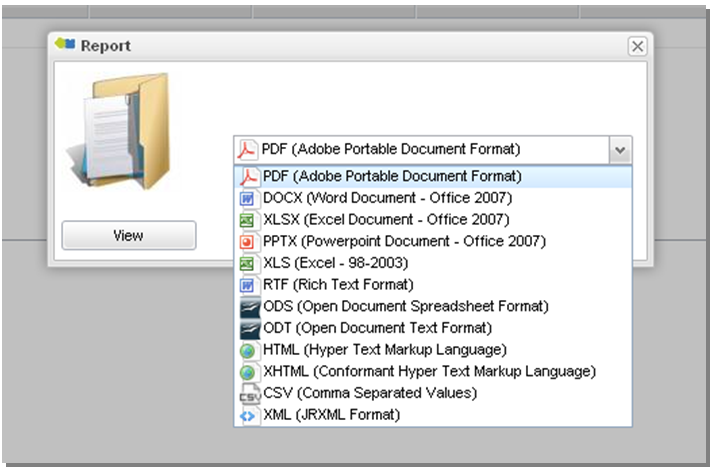 Report
PDF (Adobe Portable Document Format)
PDF (Adobe Portable Document Format)
DOCX (Word Document - Office 2007)
XLSX (Excel Document - Office 2007)
PPTX (Powerpoint Document - Office 2007)
XLS (Excel - 98-2003)
RTF (Rich Text Format)
ODS (Open Document Spreadsheet Format)
ODT (Open Document Text Format)
HTML (Hyper Text Markup Language)
XHTML (Conformant Hyper Text Markup Language)
CSV (Comma Separated Values)
XML (JRXML Format)
View